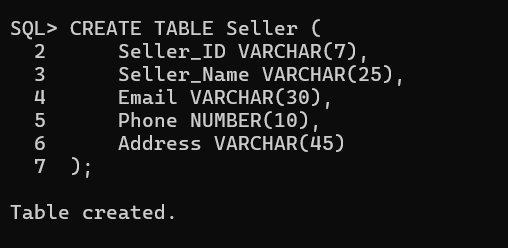 SQL> CREATE TABLE Seller (
  2      Seller_ID VARCHAR(7),
  3      Seller_Name VARCHAR(25),
  4      Email VARCHAR(30),
  5      Phone NUMBER(10),
  6      Address VARCHAR(45)
  7  );

Table created.